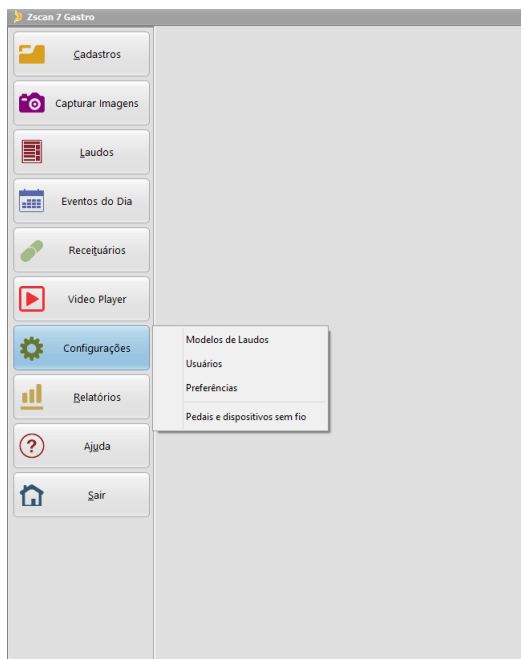 Zscan 7 Gastro
Cadastros
Capturar Imagens
Laudos
Eventos do Dia
Receituários
Video Player
Configurações
Modelos de Laudos
Usuários
Preferências
Pedais e dispositivos sem fio
Relatórios
Ajuda
Sair